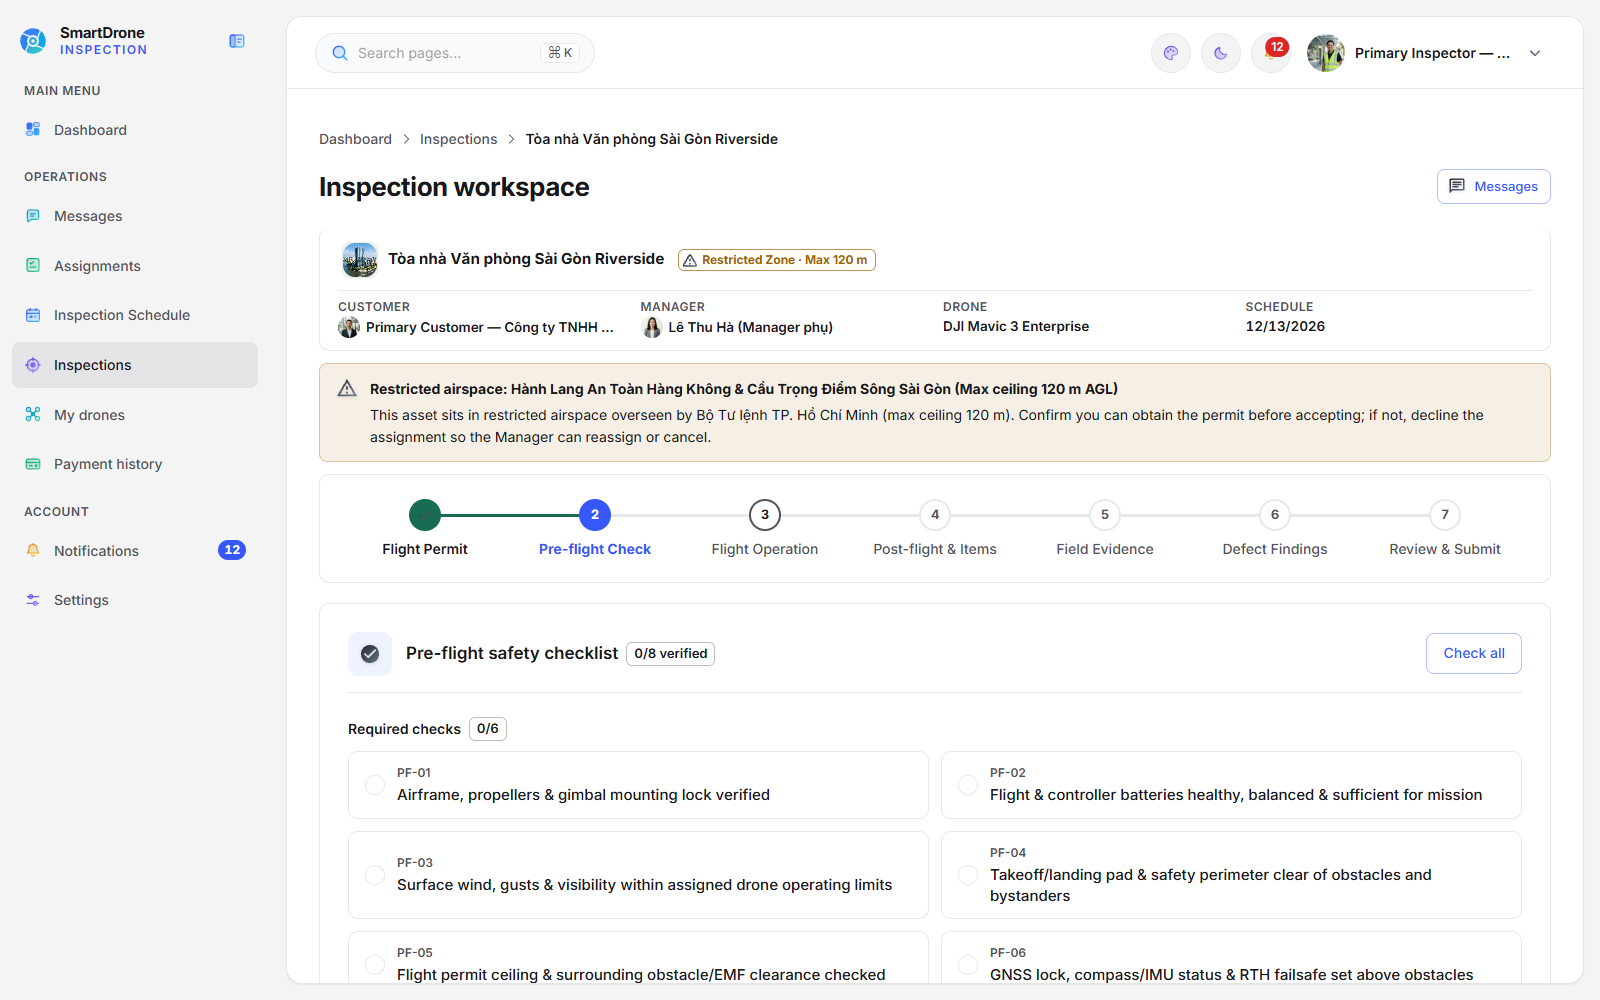 SmartDrone
INSPECTION
MAIN MENU
Dashboard
OPERATIONS
Messages
Assignments
Inspection Schedule
Inspections
My drones
Payment history
ACCOUNT
Notifications 12
Settings
Search pages... ⌘ K
12
Primary Inspector — ...
Dashboard > Inspections > Tòa nhà Văn phòng Sài Gòn Riverside
Inspection workspace
Messages
Tòa nhà Văn phòng Sài Gòn Riverside
Restricted Zone · Max 120 m
CUSTOMER
Primary Customer — Công ty TNHH ...
MANAGER
Lê Thu Hà (Manager phụ)
DRONE
DJI Mavic 3 Enterprise
SCHEDULE
12/13/2026
Restricted airspace: Hành Lang An Toàn Hàng Không & Cầu Trọng Điểm Sông Sài Gòn (Max ceiling 120 m AGL)
This asset sits in restricted airspace overseen by Bộ Tư lệnh TP. Hồ Chí Minh (max ceiling 120 m). Confirm you can obtain the permit before accepting; if not, decline the
assignment so the Manager can reassign or cancel.
Flight Permit
2
Pre-flight Check
3
Flight Operation
4
Post-flight & Items
5
Field Evidence
6
Defect Findings
7
Review & Submit
Pre-flight safety checklist 0/8 verified
Check all
Required checks 0/6
PF-01
Airframe, propellers & gimbal mounting lock verified
PF-02
Flight & controller batteries healthy, balanced & sufficient for mission
PF-03
Surface wind, gusts & visibility within assigned drone operating limits
PF-04
Takeoff/landing pad & safety perimeter clear of obstacles and
bystanders
PF-05
Flight permit ceiling & surrounding obstacle/EMF clearance checked
PF-06
GNSS lock, compass/IMU status & RTH failsafe set above obstacles